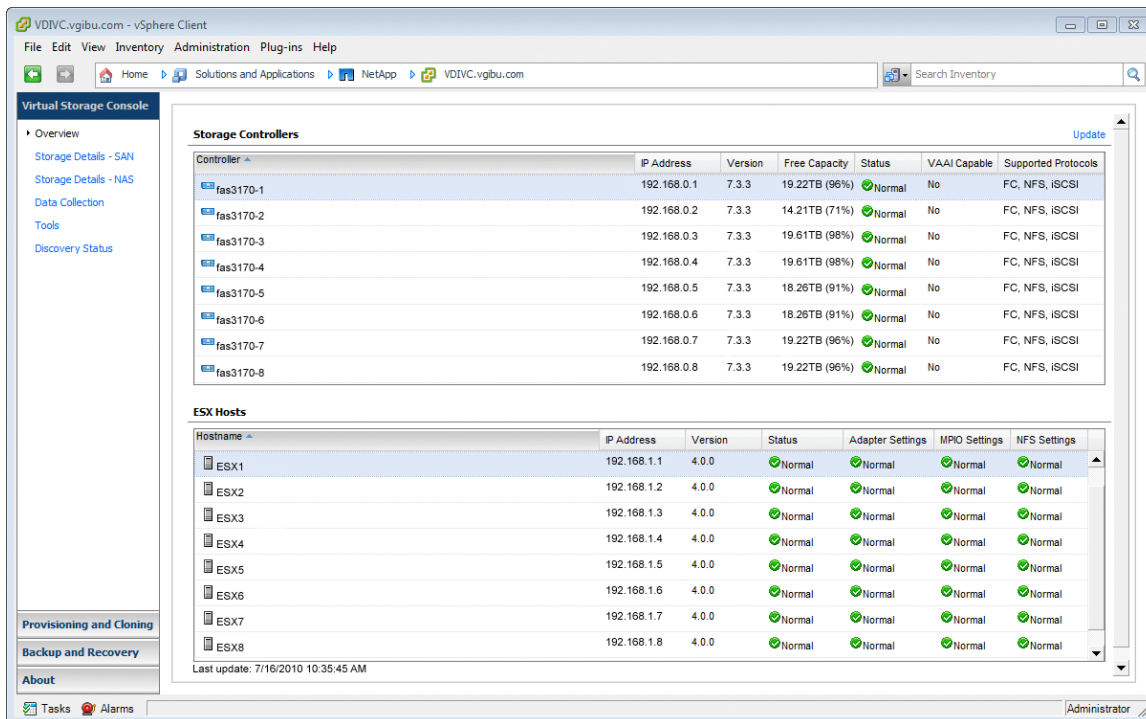 VDIVC.vgibu.com - vSphere Client
File Edit View Inventory Administration Plug-ins Help
Home Solutions and Applications NetApp VDIVC.vgibu.com Search Inventory
Virtual Storage Console
Overview
Storage Details - SAN
Storage Details - NAS
Data Collection
Tools
Discovery Status
Provisioning and Cloning
Backup and Recovery
About
Storage Controllers Update
Controller IP Address Version Free Capacity Status VAAI Capable Supported Protocols
fas3170-1 192.168.0.1 7.3.3 19.22TB (96%) Normal No FC, NFS, iSCSI
fas3170-2 192.168.0.2 7.3.3 14.21TB (71%) Normal No FC, NFS, iSCSI
fas3170-3 192.168.0.3 7.3.3 19.61TB (98%) Normal No FC, NFS, iSCSI
fas3170-4 192.168.0.4 7.3.3 19.61TB (98%) Normal No FC, NFS, iSCSI
fas3170-5 192.168.0.5 7.3.3 18.26TB (91%) Normal No FC, NFS, iSCSI
fas3170-6 192.168.0.6 7.3.3 18.26TB (91%) Normal No FC, NFS, iSCSI
fas3170-7 192.168.0.7 7.3.3 19.22TB (96%) Normal No FC, NFS, iSCSI
fas3170-8 192.168.0.8 7.3.3 19.22TB (96%) Normal No FC, NFS, iSCSI
ESX Hosts
Hostname IP Address Version Status Adapter Settings MPIO Settings NFS Settings
ESX1 192.168.1.1 4.0.0 Normal Normal Normal Normal
ESX2 192.168.1.2 4.0.0 Normal Normal Normal Normal
ESX3 192.168.1.3 4.0.0 Normal Normal Normal Normal
ESX4 192.168.1.4 4.0.0 Normal Normal Normal Normal
ESX5 192.168.1.5 4.0.0 Normal Normal Normal Normal
ESX6 192.168.1.6 4.0.0 Normal Normal Normal Normal
ESX7 192.168.1.7 4.0.0 Normal Normal Normal Normal
ESX8 192.168.1.8 4.0.0 Normal Normal Normal Normal
Last update: 7/16/2010 10:35:45 AM
Tasks Alarms Administrator